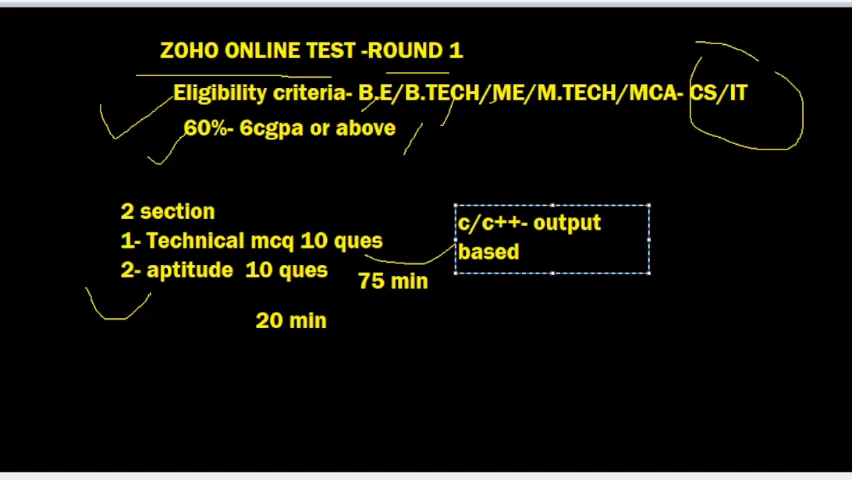 ZOHO ONLINE TEST -ROUND 1
Eligibility criteria- B.E/B.TECH/ME/M.TECH/MCA- CS/IT
60%- 6cgpa or above
2 section
1- Technical mcq 10 ques
2- aptitude 10 ques
75 min
20 min
c/c++- output
based